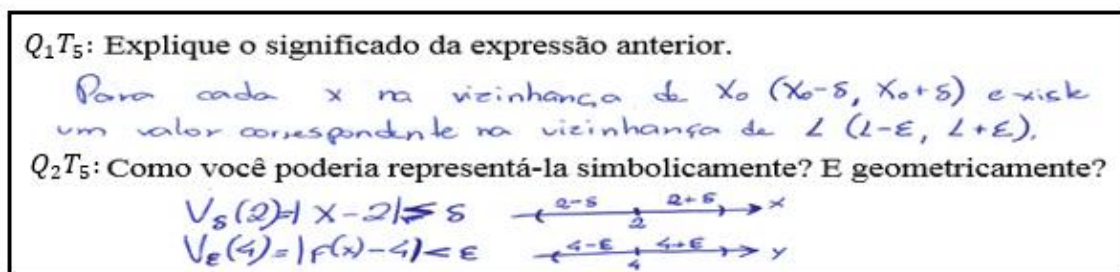 Q₁T₅: Explique o significado da expressão anterior.
Para cada x na vizinhança de X₀ (X₀-δ, X₀+δ) existe
um valor correspondente na vizinhança de L (L-ε, L+ε).
Q₂T₅: Como você poderia representá-la simbolicamente? E geometricamente?
V_δ(2)=|x-2|≤δ 2-δ 2+δ 2 x
V_ε(4)=|f(x)-4|<ε 4-ε 4+ε 4 y